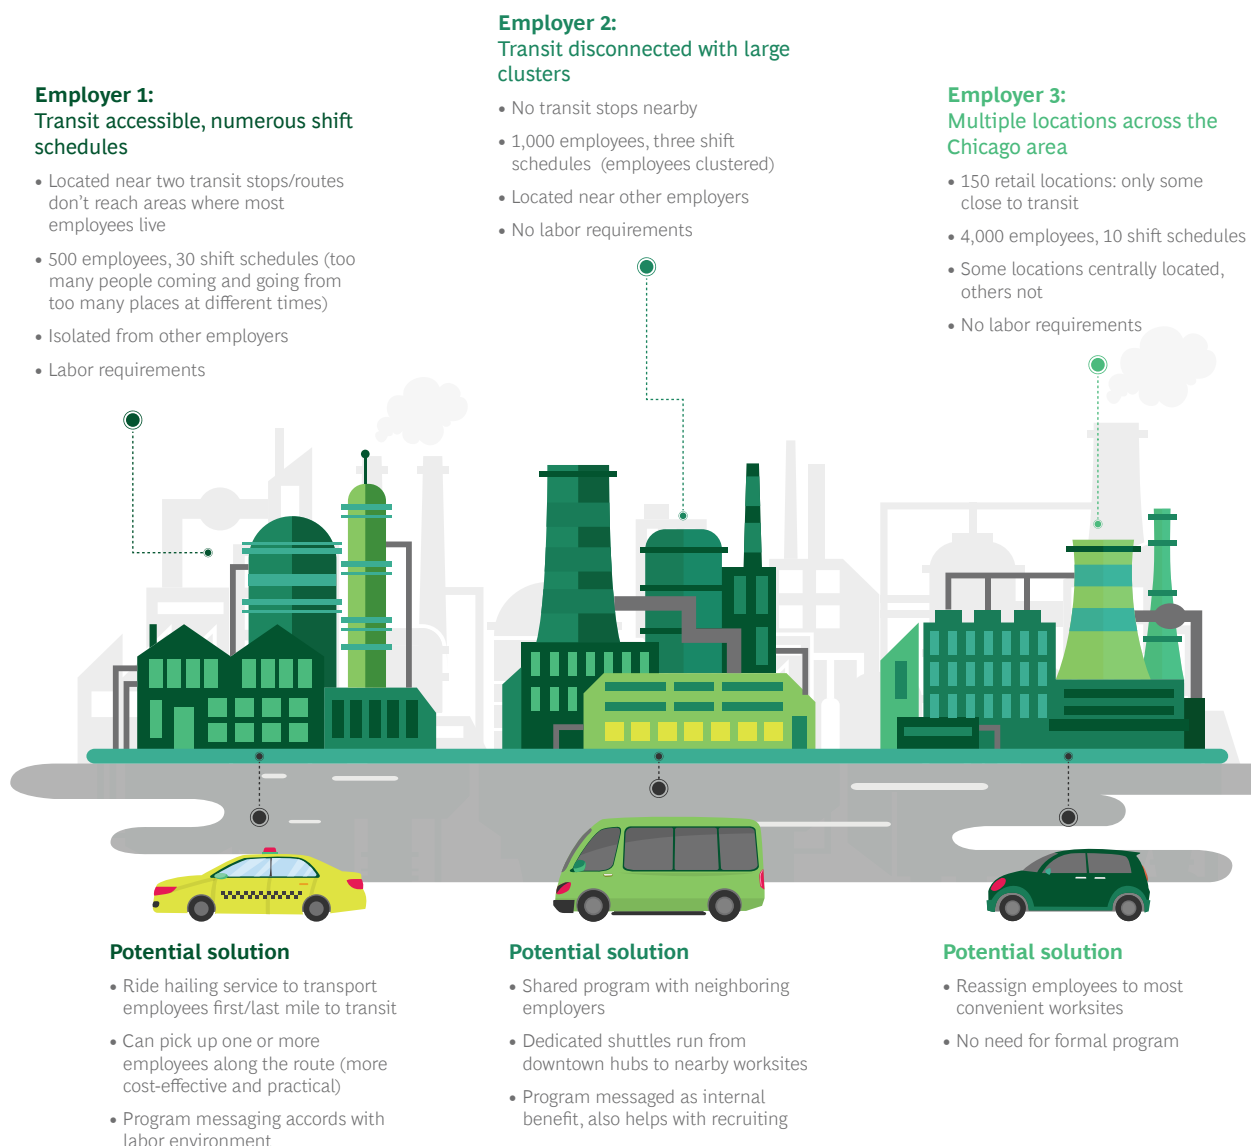 Employer 1:
Transit accessible, numerous shift
schedules
• Located near two transit stops/routes
don’t reach areas where most
employees live
• 500 employees, 30 shift schedules (too
many people coming and going from
too many places at different times)
• Isolated from other employers
• Labor requirements
Employer 2:
Transit disconnected with large
clusters
• No transit stops nearby
• 1,000 employees, three shift
schedules (employees clustered)
• Located near other employers
• No labor requirements
Employer 3:
Multiple locations across the
Chicago area
• 150 retail locations: only some
close to transit
• 4,000 employees, 10 shift schedules
• Some locations centrally located,
others not
• No labor requirements
Potential solution
• Ride hailing service to transport
employees first/last mile to transit
• Can pick up one or more
employees along the route (more
cost-effective and practical)
• Program messaging accords with
labor environment
Potential solution
• Shared program with neighboring
employers
• Dedicated shuttles run from
downtown hubs to nearby worksites
• Program messaged as internal
benefit, also helps with recruiting
Potential solution
• Reassign employees to most
convenient worksites
• No need for formal program